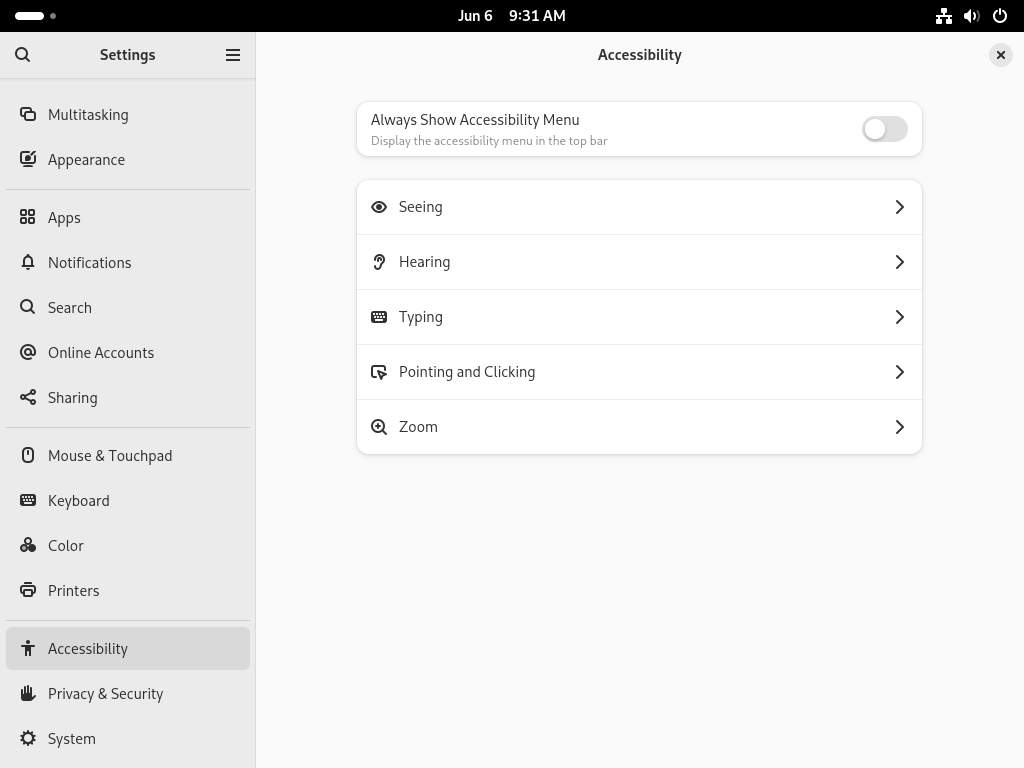 Jun 6 9:31 AM
Settings
Multitasking
Appearance
Apps
Notifications
Search
Online Accounts
Sharing
Mouse & Touchpad
Keyboard
Color
Printers
Accessibility
Privacy & Security
System
Accessibility
Always Show Accessibility Menu
Display the accessibility menu in the top bar
Seeing
Hearing
Typing
Pointing and Clicking
Zoom